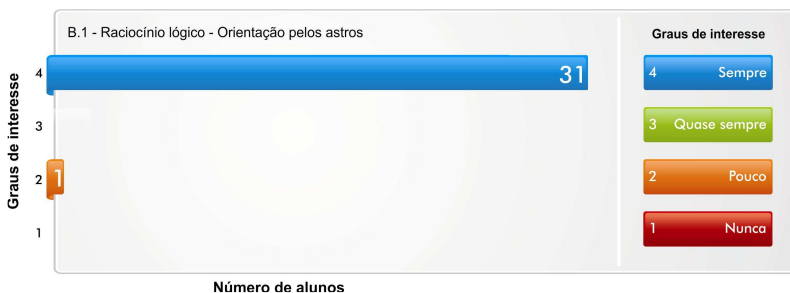 B.1 - Raciocínio lógico - Orientação pelos astros
Graus de interesse
4
31
3
2
1
1
Graus de interesse
4 Sempre
3 Quase sempre
2 Pouco
1 Nunca
Número de alunos